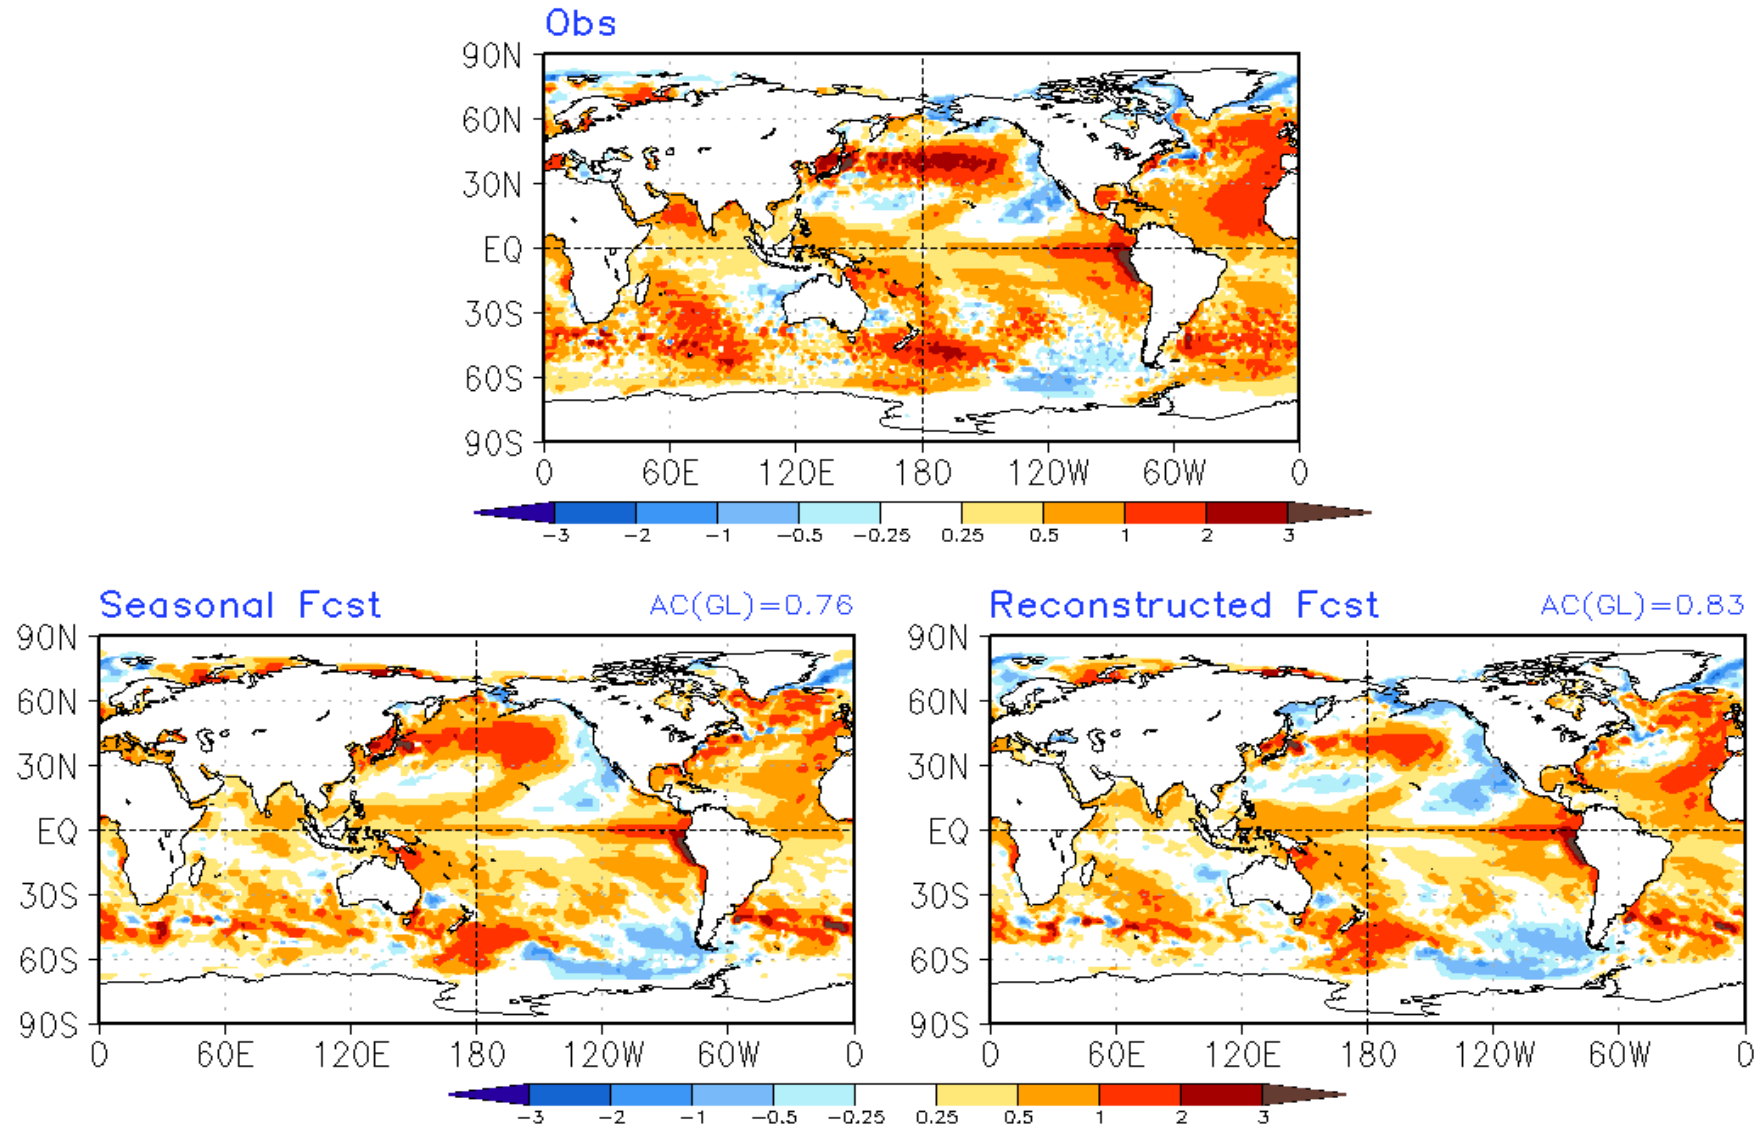 Obs
90N
60N
30N
EQ
30S
60S
90S
0 60E 120E 180 120W 60W 0
-3 -2 -1 -0.5 -0.25 0.25 0.5 1 2 3
Seasonal Fcst AC(GL)=0.76
90N
60N
30N
EQ
30S
60S
90S
0 60E 120E 180 120W 60W 0
Reconstructed Fcst AC(GL)=0.83
90N
60N
30N
EQ
30S
60S
90S
0 60E 120E 180 120W 60W 0
-3 -2 -1 -0.5 -0.25 0.25 0.5 1 2 3